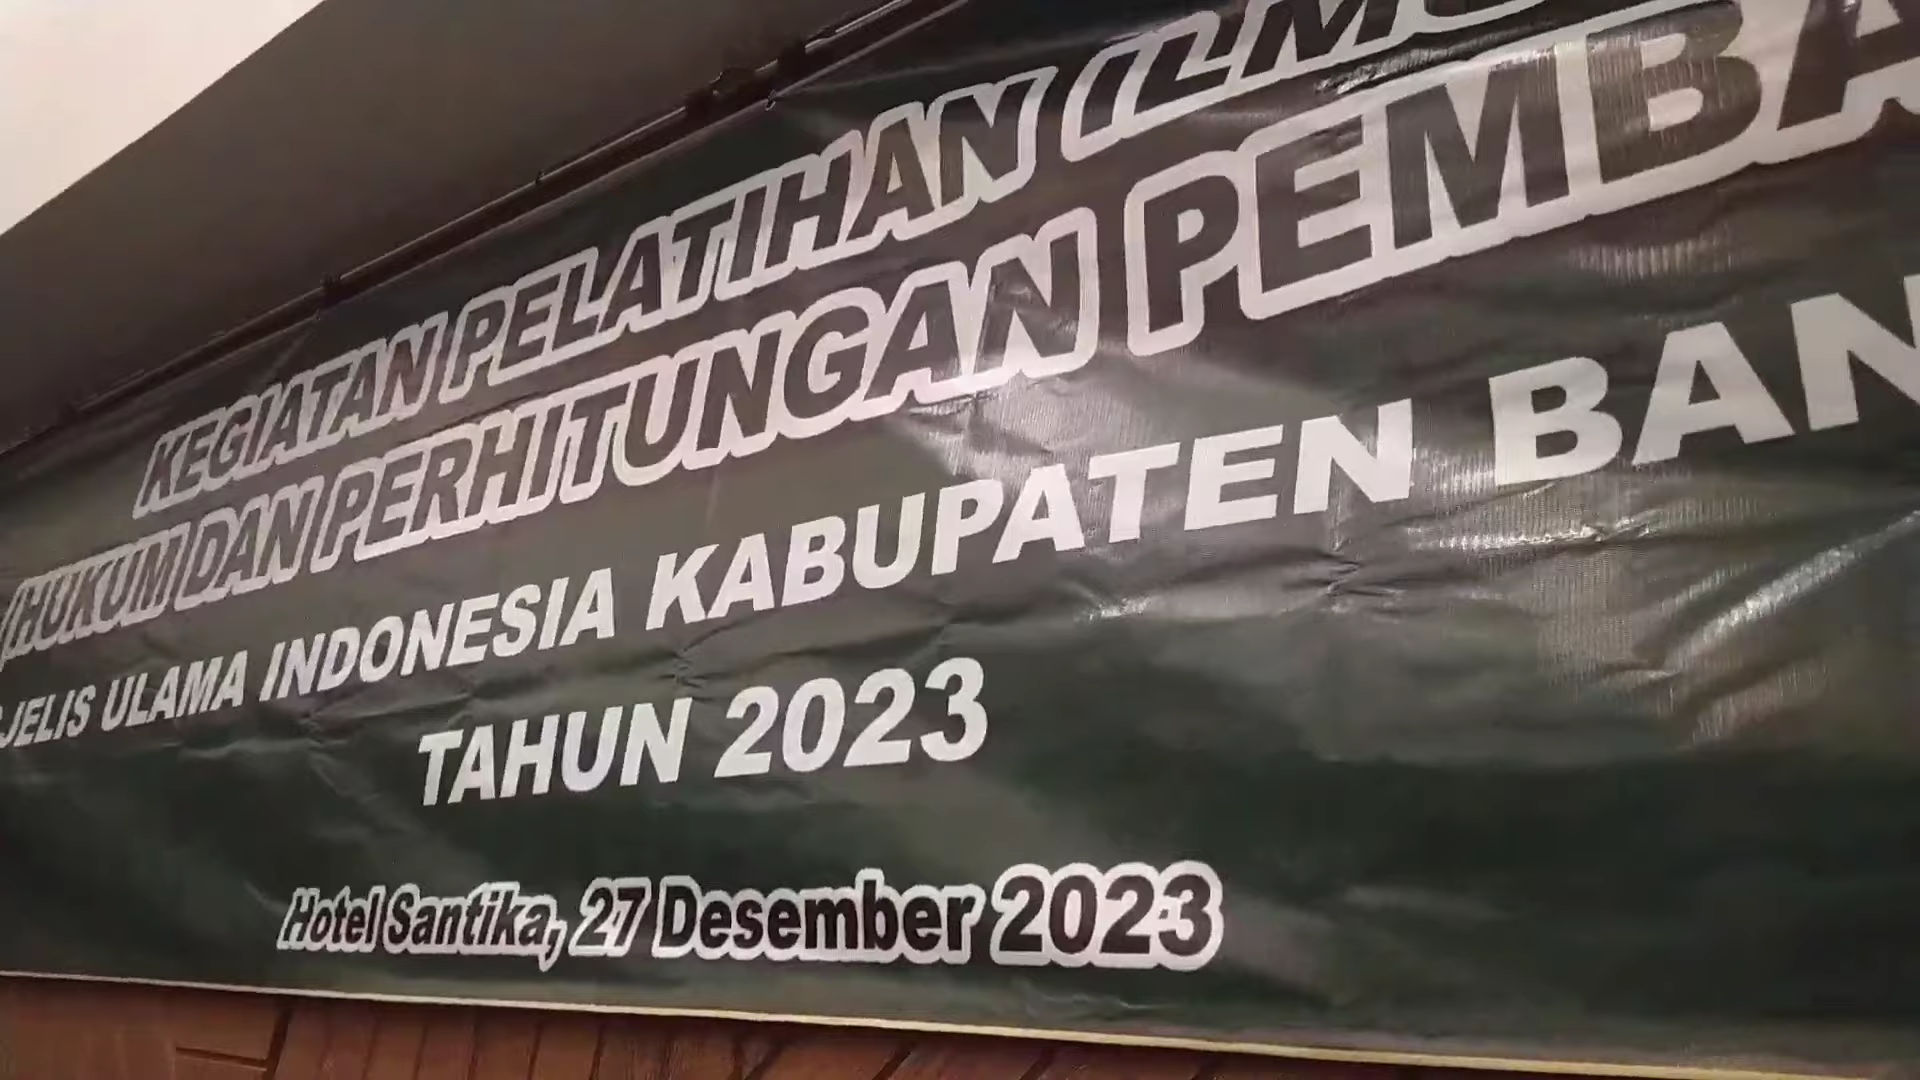 KEGIATAN PELATIHAN ILMU
(HUKUM DAN PERHITUNGAN PEMBA
JELIS ULAMA INDONESIA KABUPATEN BAN
TAHUN 2023
Hotel Santika, 27 Desember 2023